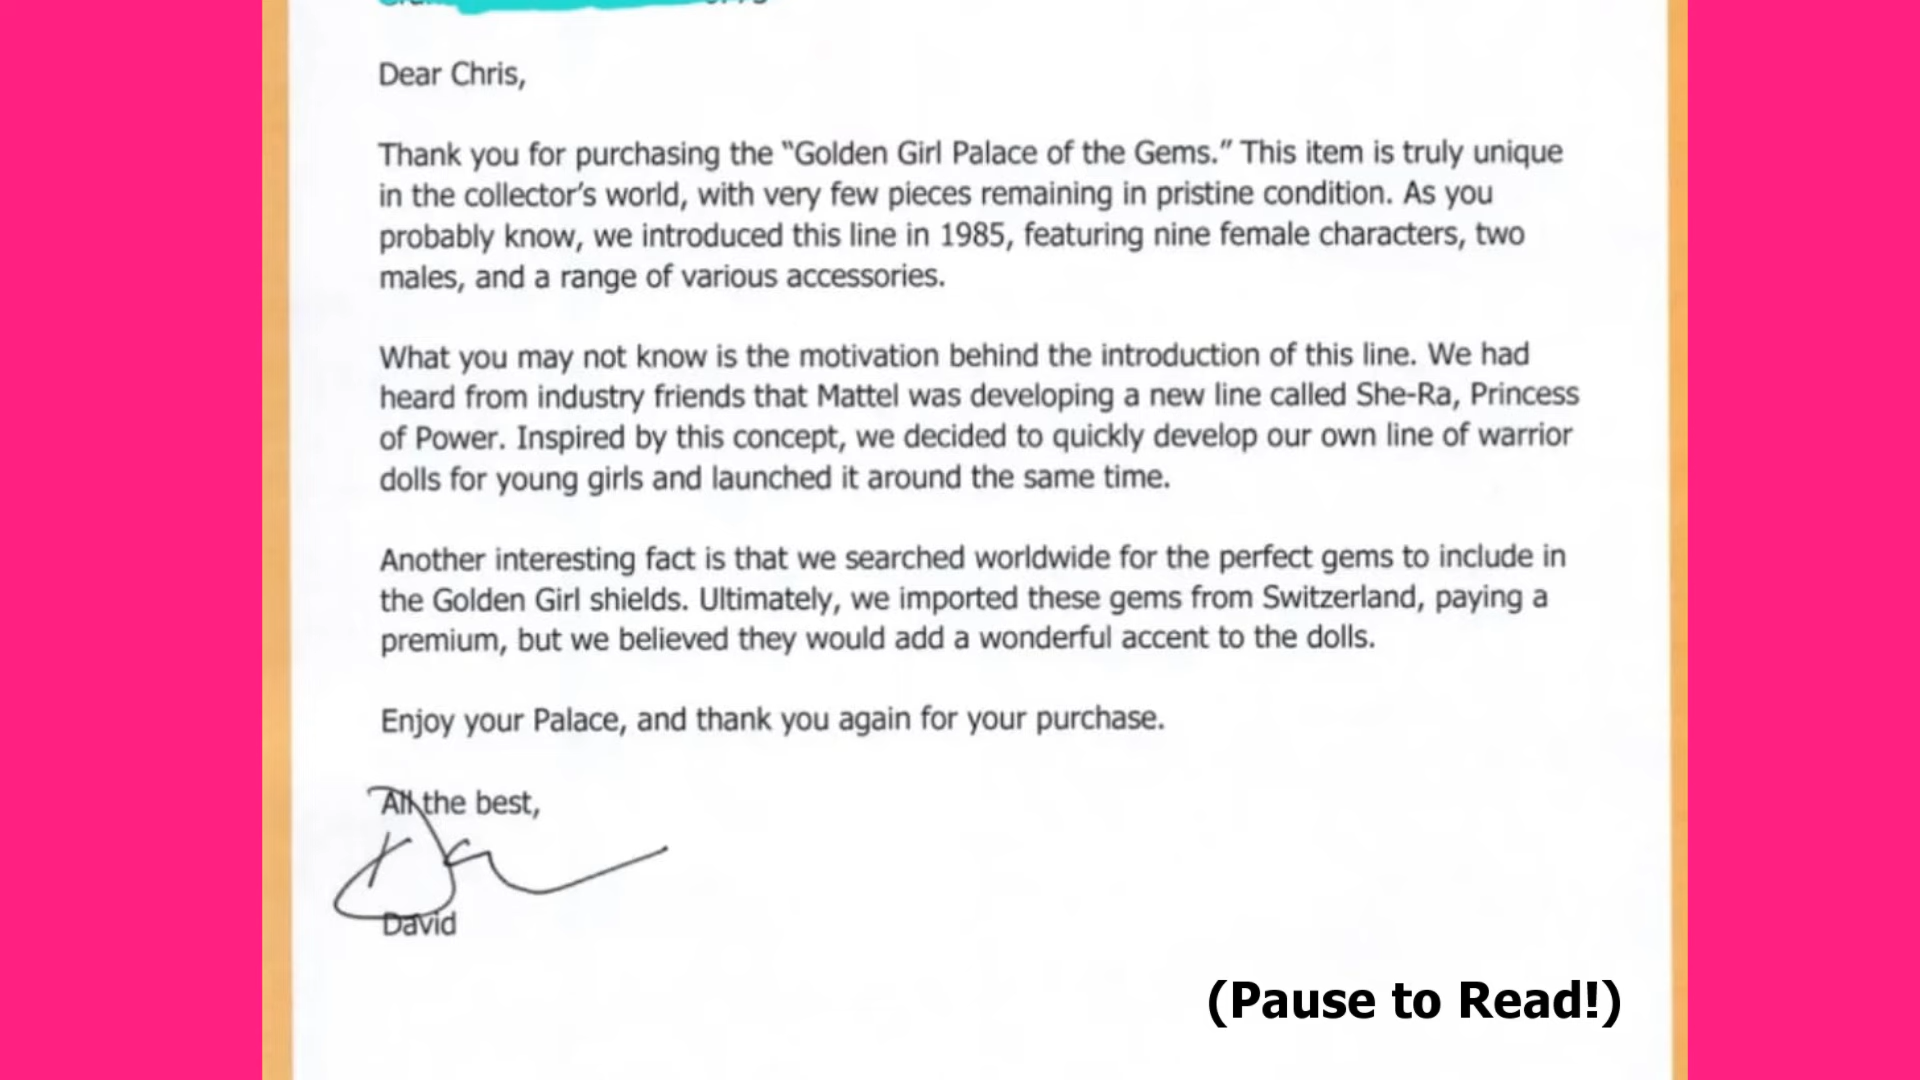 Dear Chris,
Thank you for purchasing the “Golden Girl Palace of the Gems.” This item is truly unique
in the collector’s world, with very few pieces remaining in pristine condition. As you
probably know, we introduced this line in 1985, featuring nine female characters, two
males, and a range of various accessories.
What you may not know is the motivation behind the introduction of this line. We had
heard from industry friends that Mattel was developing a new line called She-Ra, Princess
of Power. Inspired by this concept, we decided to quickly develop our own line of warrior
dolls for young girls and launched it around the same time.
Another interesting fact is that we searched worldwide for the perfect gems to include in
the Golden Girl shields. Ultimately, we imported these gems from Switzerland, paying a
premium, but we believed they would add a wonderful accent to the dolls.
Enjoy your Palace, and thank you again for your purchase.
All the best,
David
(Pause to Read!)